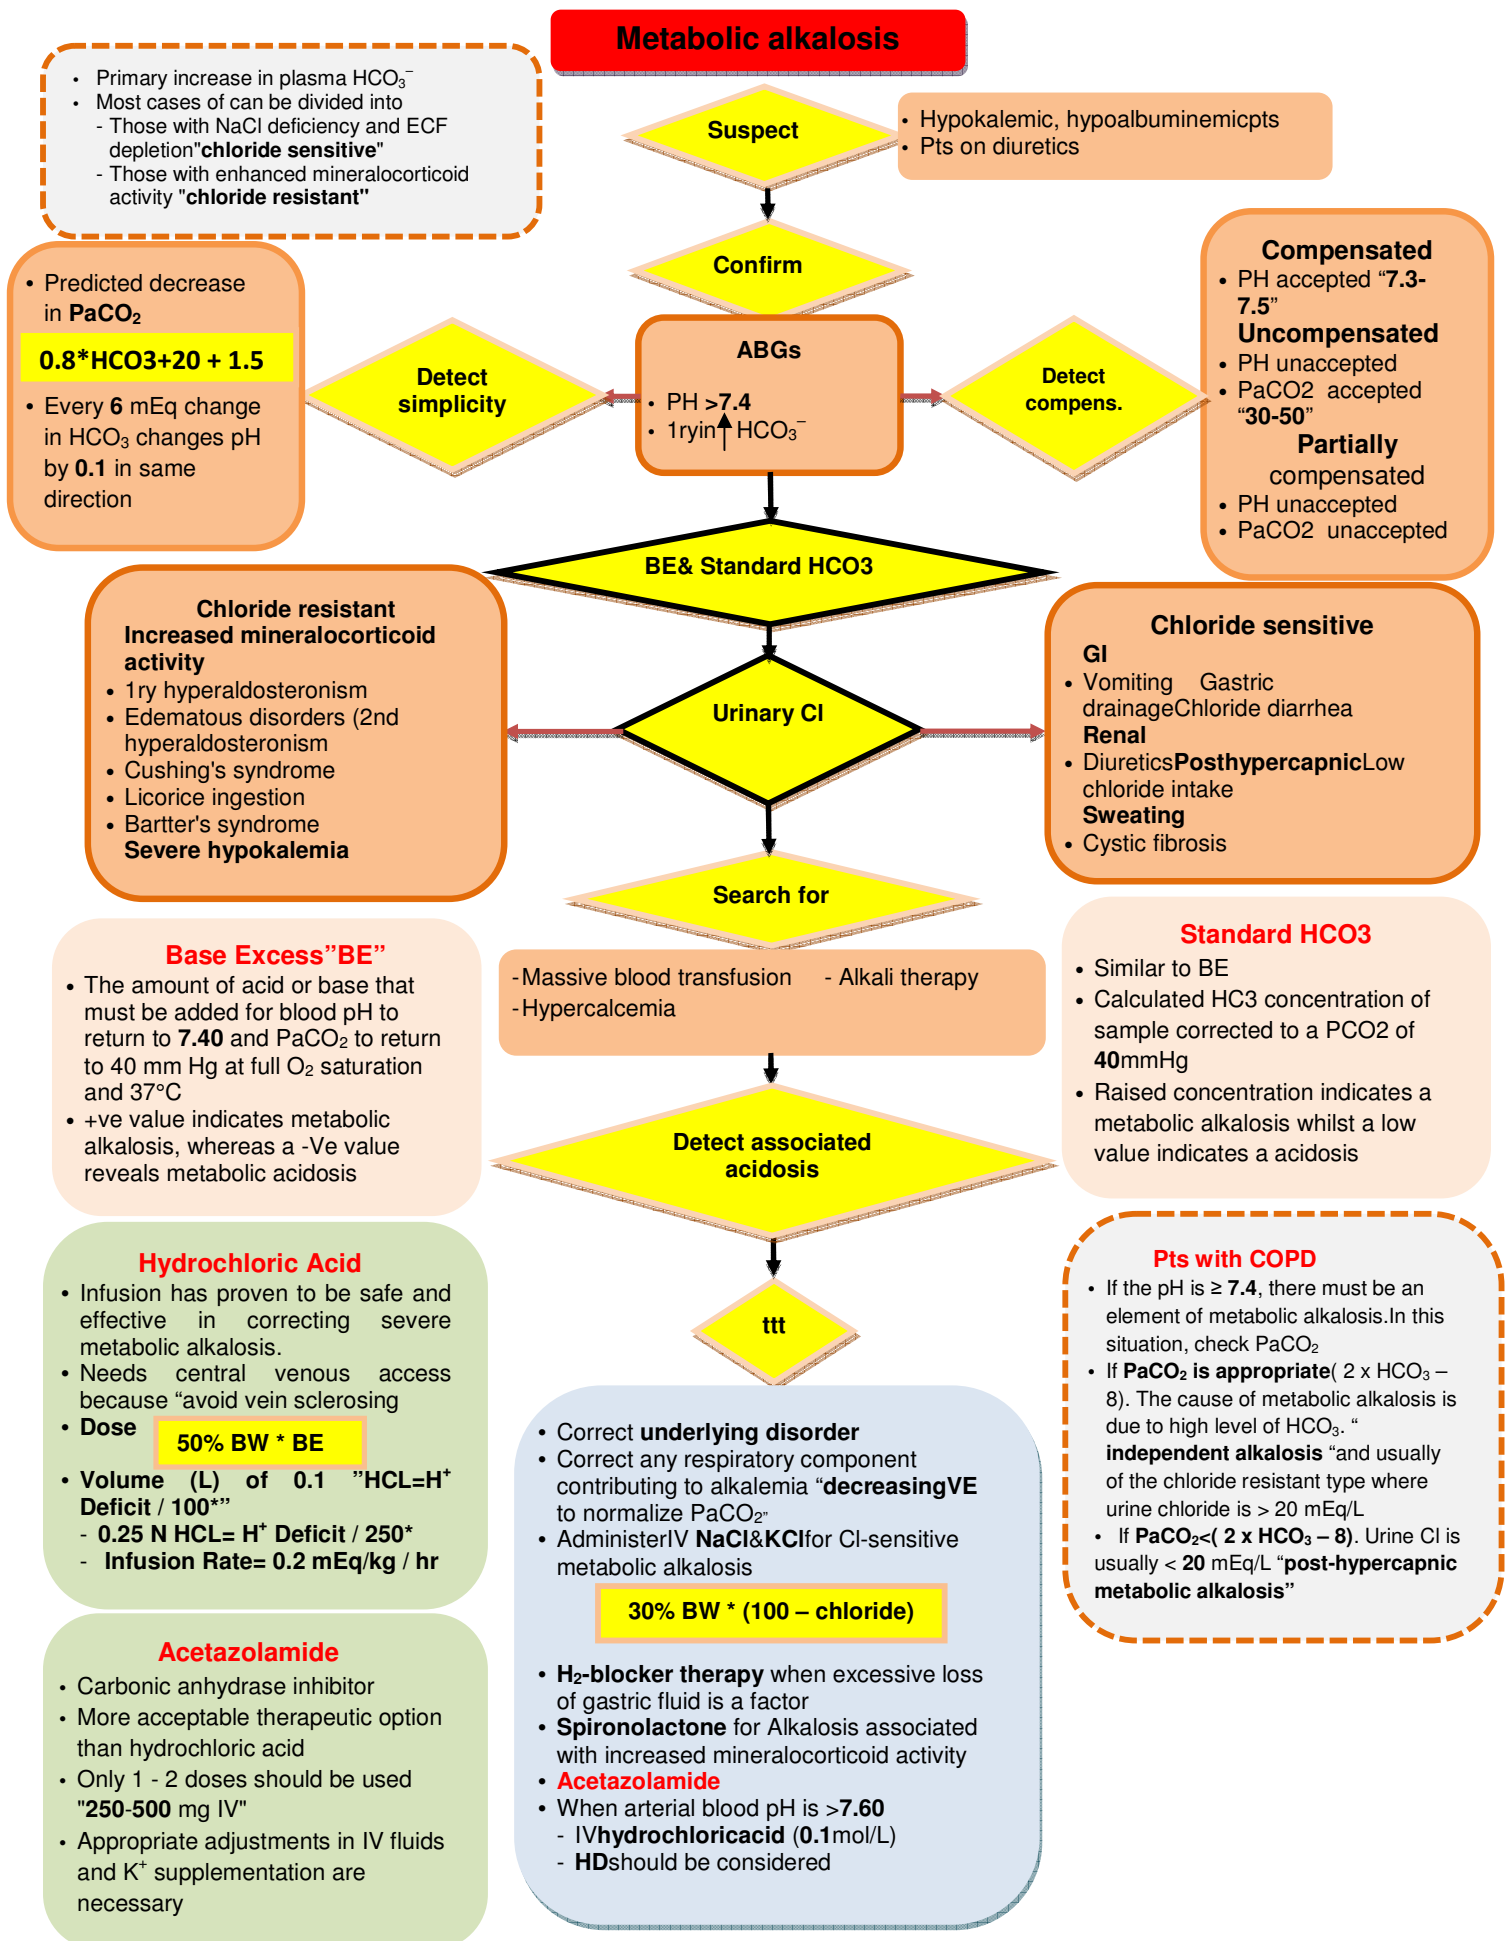 Metabolic alkalosis
• Primary increase in plasma HCO₃⁻
• Most cases of can be divided into
- Those with NaCl deficiency and ECF
depletion"chloride sensitive"
- Those with enhanced mineralocorticoid
activity "chloride resistant"
Suspect
• Hypokalemic, hypoalbuminemicpts
• Pts on diuretics
Confirm
• Predicted decrease
in PaCO₂
0.8*HCO3+20 + 1.5
• Every 6 mEq change
in HCO₃ changes pH
by 0.1 in same
direction
Detect
simplicity
ABGs
• PH >7.4
• 1ryin↑ HCO₃⁻
Detect
compens.
Compensated
• PH accepted “7.3-
7.5”
Uncompensated
• PH unaccepted
• PaCO2 accepted
“30-50”
Partially
compensated
• PH unaccepted
• PaCO2 unaccepted
BE& Standard HCO3
Chloride resistant
Increased mineralocorticoid
activity
• 1ry hyperaldosteronism
• Edematous disorders (2nd
hyperaldosteronism
• Cushing's syndrome
• Licorice ingestion
• Bartter's syndrome
Severe hypokalemia
Urinary Cl
Chloride sensitive
GI
• Vomiting Gastric
drainageChloride diarrhea
Renal
• DiureticsPosthypercapnicLow
chloride intake
Sweating
• Cystic fibrosis
Search for
-Massive blood transfusion - Alkali therapy
-Hypercalcemia
Base Excess”BE”
• The amount of acid or base that
must be added for blood pH to
return to 7.40 and PaCO₂ to return
to 40 mm Hg at full O₂ saturation
and 37°C
• +ve value indicates metabolic
alkalosis, whereas a -Ve value
reveals metabolic acidosis
Standard HCO3
• Similar to BE
• Calculated HC3 concentration of
sample corrected to a PCO2 of
40mmHg
• Raised concentration indicates a
metabolic alkalosis whilst a low
value indicates a acidosis
Detect associated
acidosis
Hydrochloric Acid
• Infusion has proven to be safe and
effective in correcting severe
metabolic alkalosis.
• Needs central venous access
because “avoid vein sclerosing
• Dose
50% BW * BE
• Volume (L) of 0.1 ”HCL=H⁺
Deficit / 100*”
- 0.25 N HCL= H⁺ Deficit / 250*
- Infusion Rate= 0.2 mEq/kg / hr
Pts with COPD
• If the pH is ≥ 7.4, there must be an
element of metabolic alkalosis.In this
situation, check PaCO₂
• If PaCO₂ is appropriate( 2 x HCO₃ –
8). The cause of metabolic alkalosis is
due to high level of HCO₃. “
independent alkalosis “and usually
of the chloride resistant type where
urine chloride is > 20 mEq/L
• If PaCO₂<( 2 x HCO₃ – 8). Urine Cl is
usually < 20 mEq/L “post-hypercapnic
metabolic alkalosis”
ttt
• Correct underlying disorder
• Correct any respiratory component
contributing to alkalemia “decreasingVE
to normalize PaCO₂”
• AdministerIV NaCl&KClfor Cl-sensitive
metabolic alkalosis
30% BW * (100 – chloride)
• H₂-blocker therapy when excessive loss
of gastric fluid is a factor
• Spironolactone for Alkalosis associated
with increased mineralocorticoid activity
• Acetazolamide
• When arterial blood pH is >7.60
- IVhydrochloricacid (0.1mol/L)
- HDshould be considered
Acetazolamide
• Carbonic anhydrase inhibitor
• More acceptable therapeutic option
than hydrochloric acid
• Only 1 - 2 doses should be used
"250-500 mg IV"
• Appropriate adjustments in IV fluids
and K⁺ supplementation are
necessary